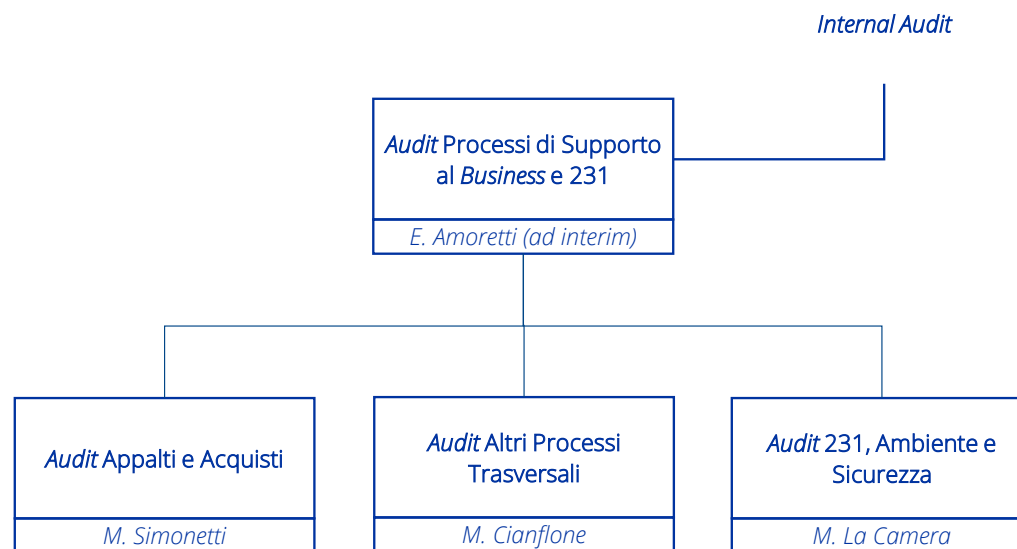 Internal Audit
Audit Processi di Supporto
al Business e 231
E. Amoretti (ad interim)
Audit Appalti e Acquisti
M. Simonetti
Audit Altri Processi
Trasversali
M. Cianflone
Audit 231, Ambiente e
Sicurezza
M. La Camera